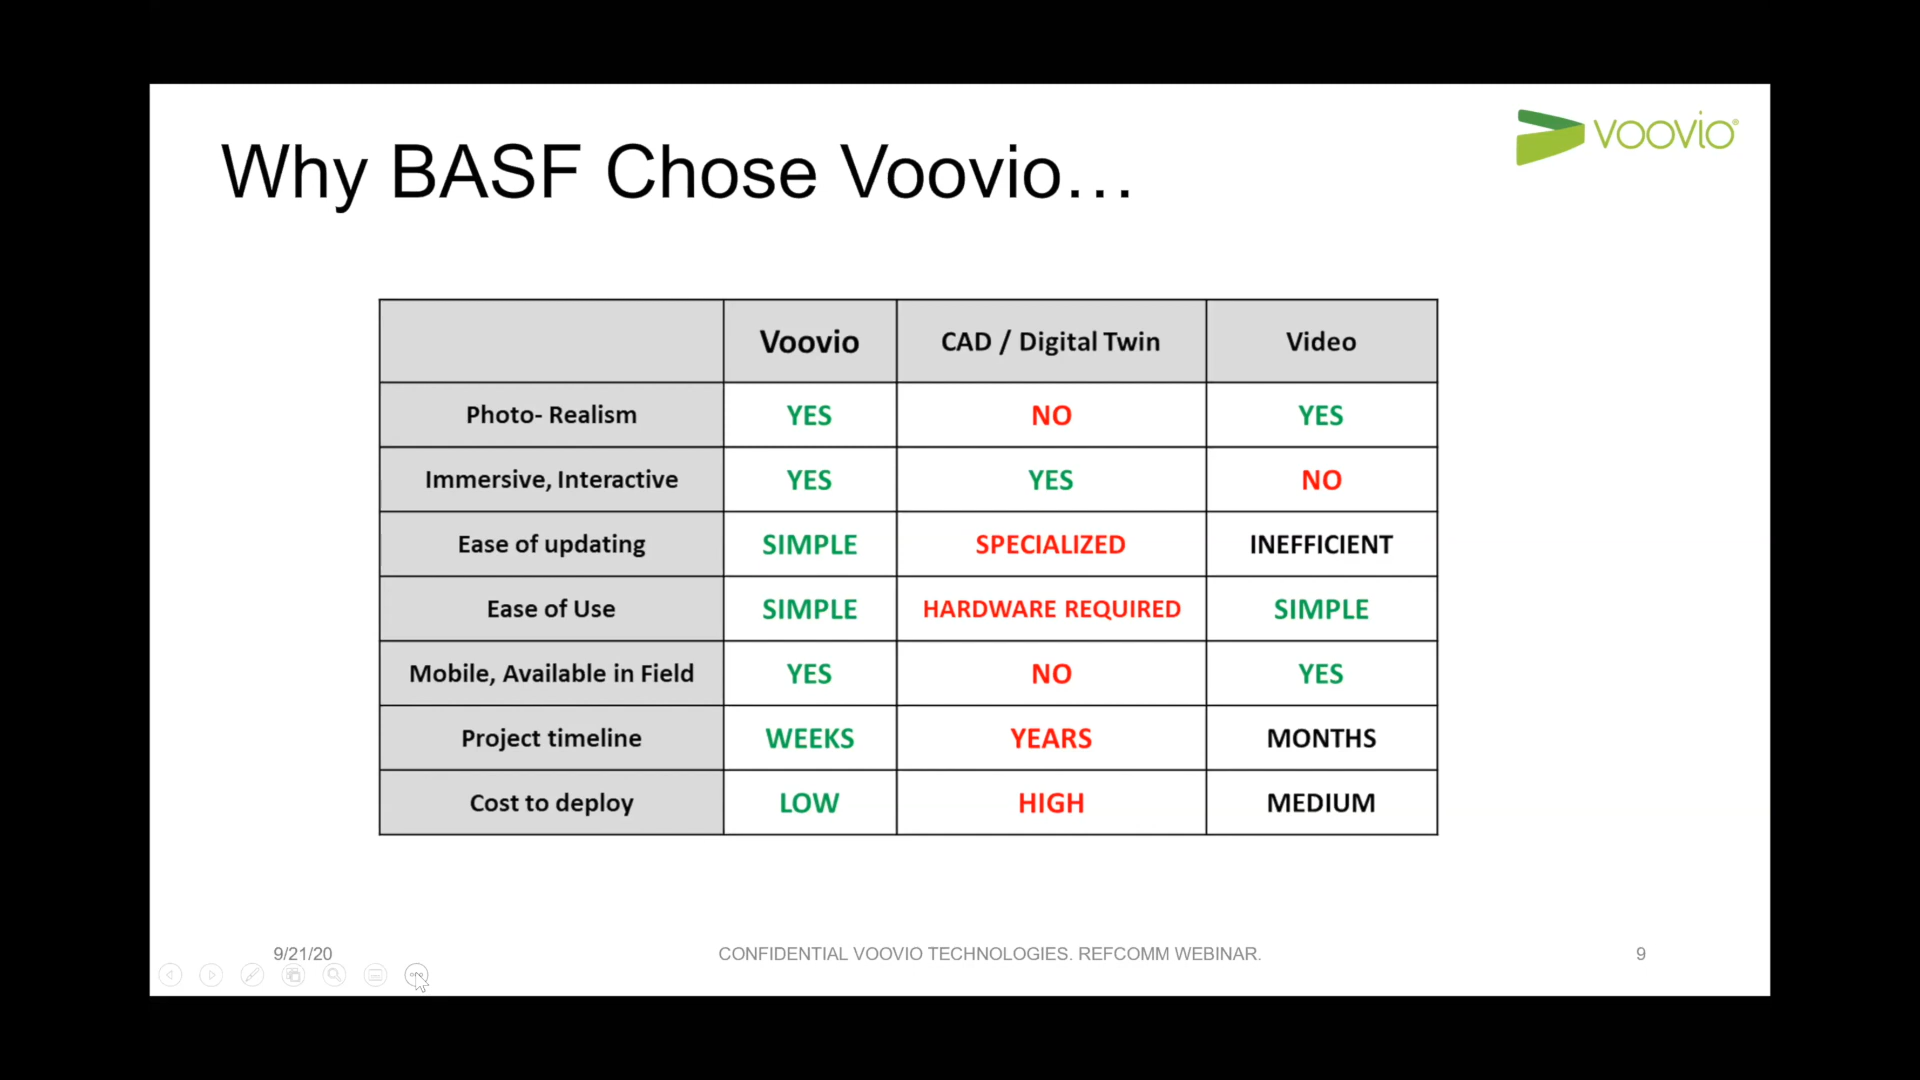 voovio®
Why BASF Chose Voovio…
Voovio CAD / Digital Twin Video
Photo- Realism YES NO YES
Immersive, Interactive YES YES NO
Ease of updating SIMPLE SPECIALIZED INEFFICIENT
Ease of Use SIMPLE HARDWARE REQUIRED SIMPLE
Mobile, Available in Field YES NO YES
Project timeline WEEKS YEARS MONTHS
Cost to deploy LOW HIGH MEDIUM
9/21/20 CONFIDENTIAL VOOVIO TECHNOLOGIES. REFCOMM WEBINAR. 9